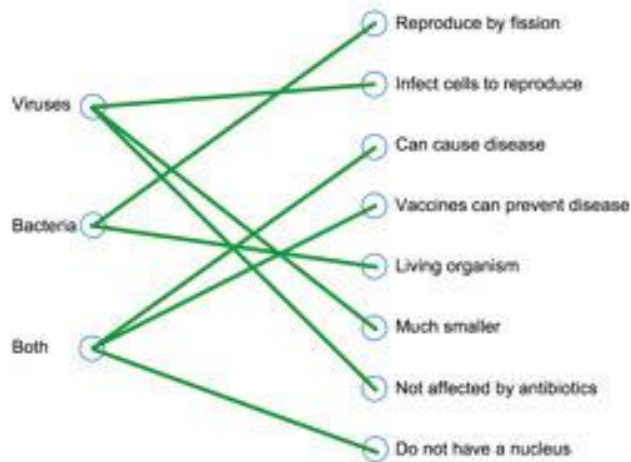 Reproduce by fission
Viruses
Infect cells to reproduce
Can cause disease
Vaccines can prevent disease
Bacteria
Living organism
Much smaller
Both
Not affected by antibiotics
Do not have a nucleus